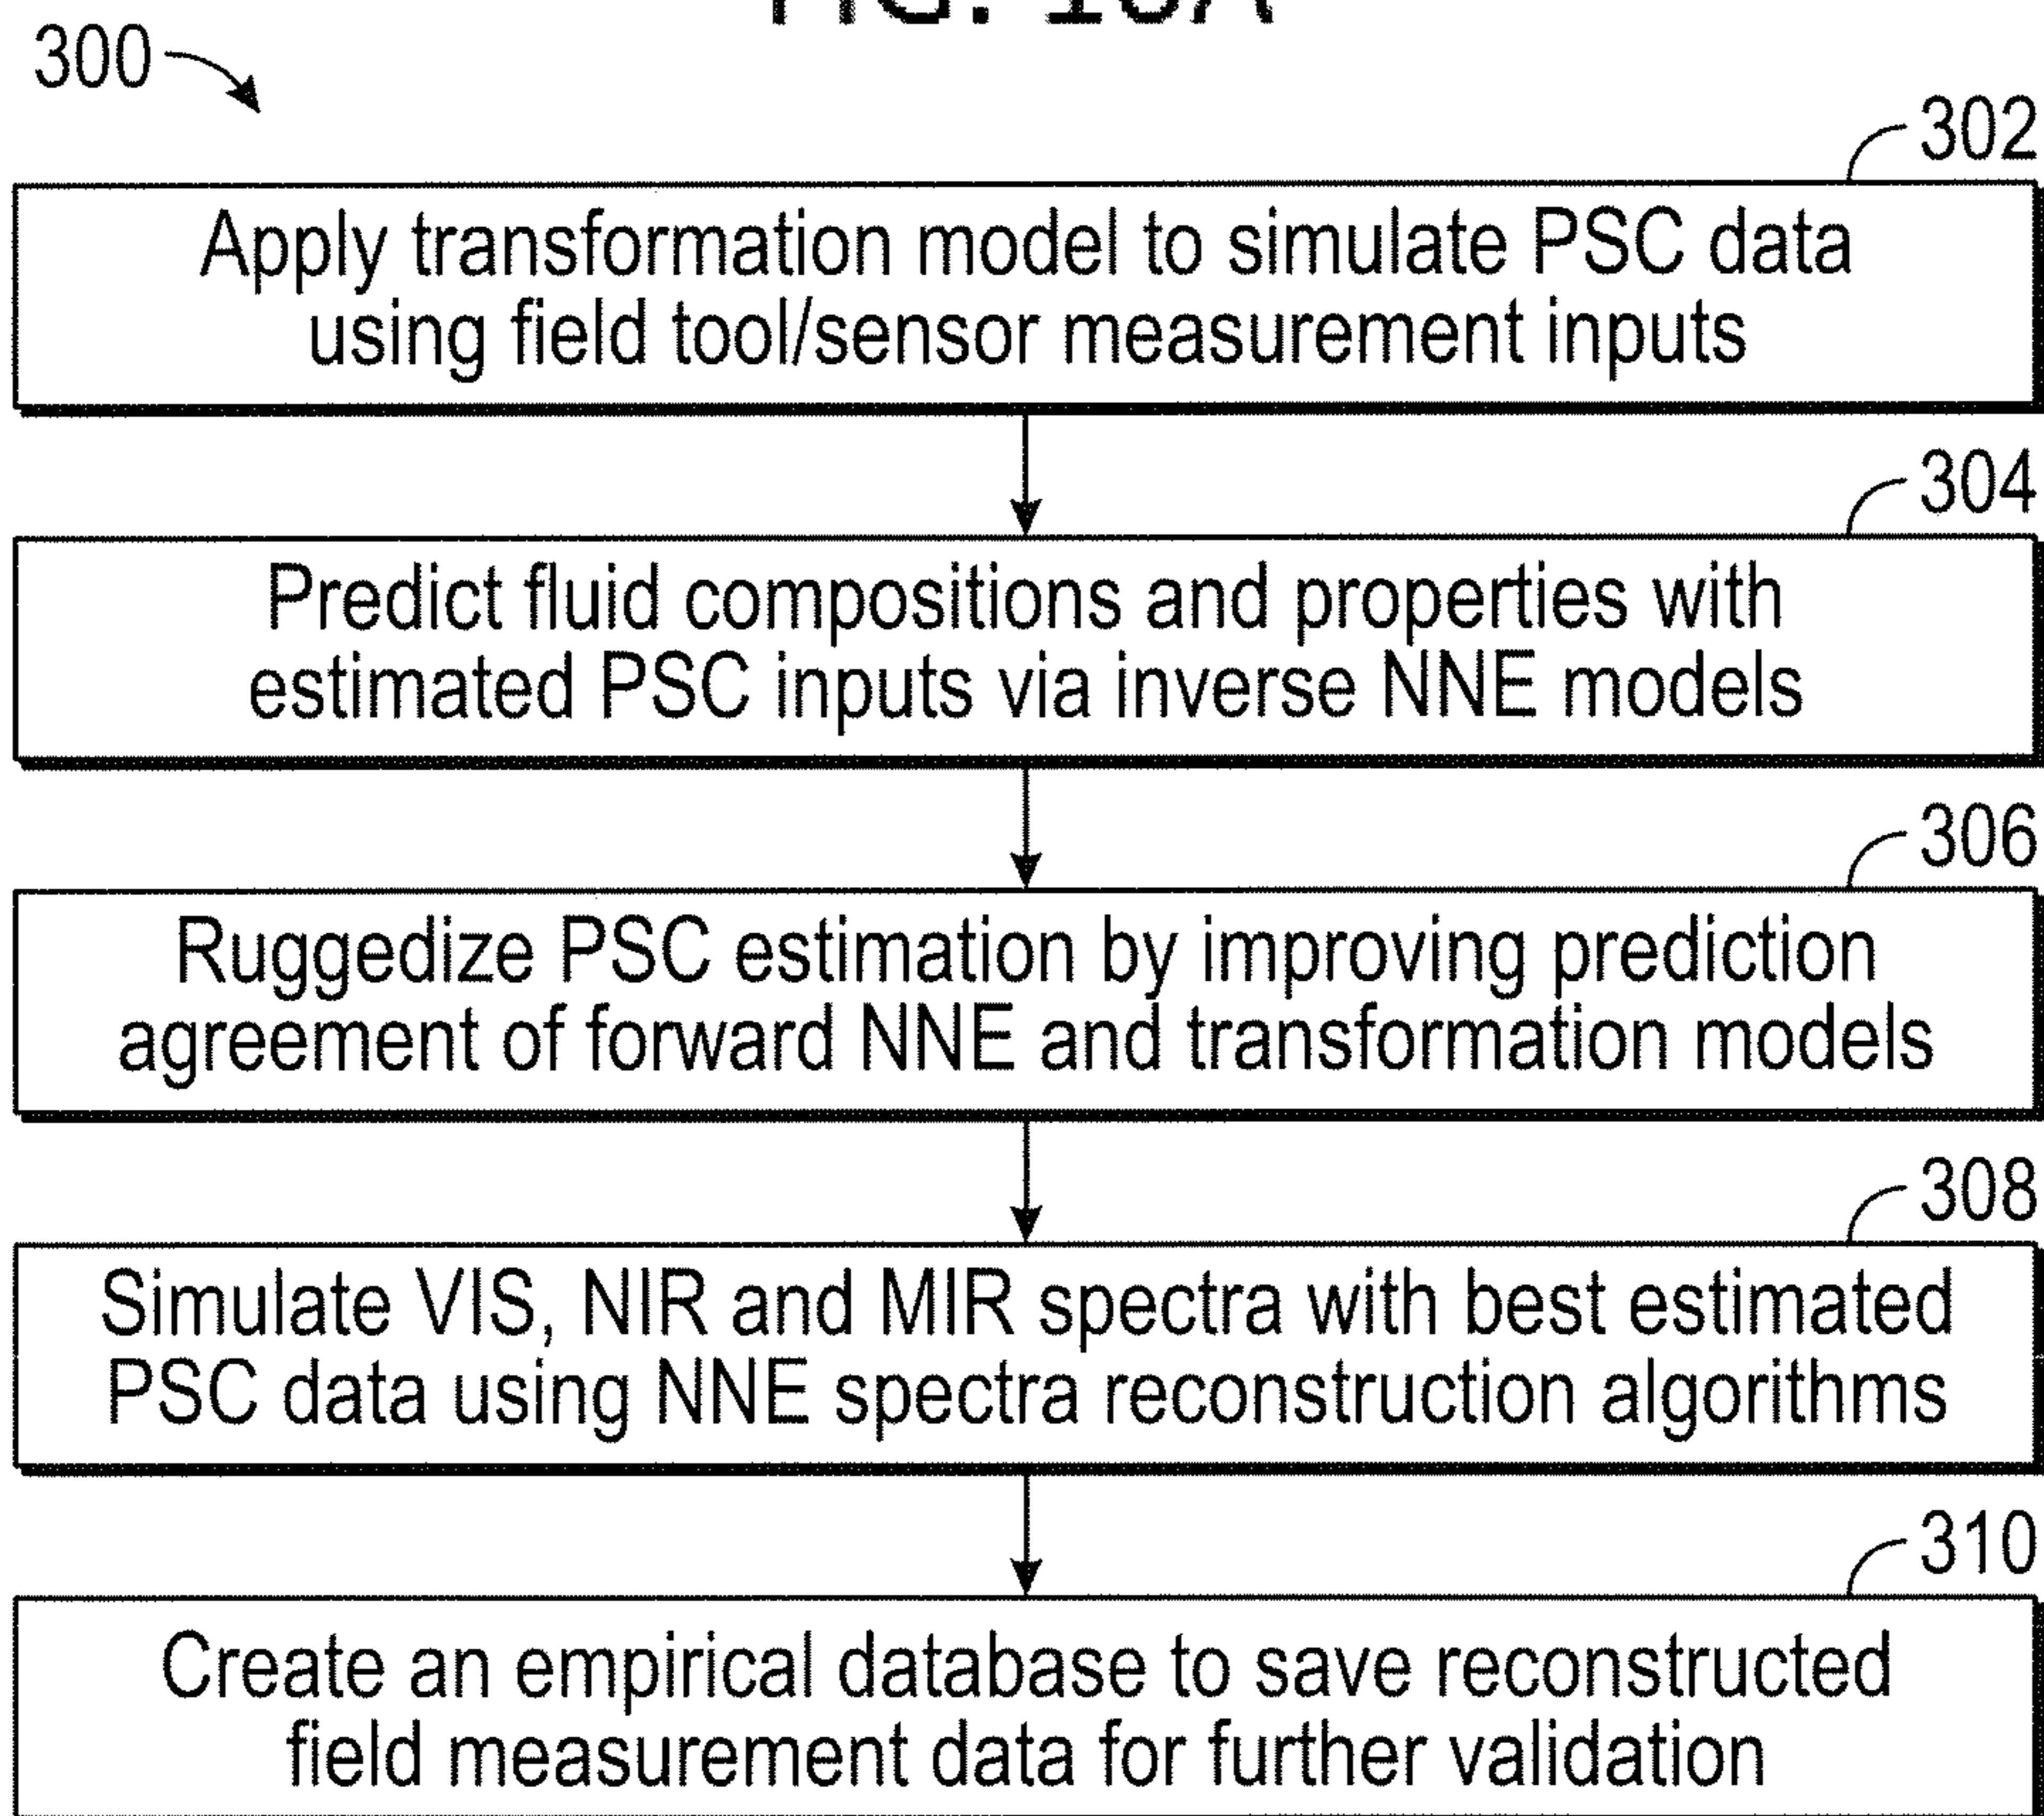 FIG.
300
302
Apply transformation model to simulate PSC data
using field tool/sensor measurement inputs
304
Predict fluid compositions and properties with
estimated PSC inputs via inverse NNE models
306
Ruggedize PSC estimation by improving prediction
agreement of forward NNE and transformation models
308
Simulate VIS, NIR and MIR spectra with best estimated
PSC data using NNE spectra reconstruction algorithms
310
Create an empirical database to save reconstructed
field measurement data for further validation